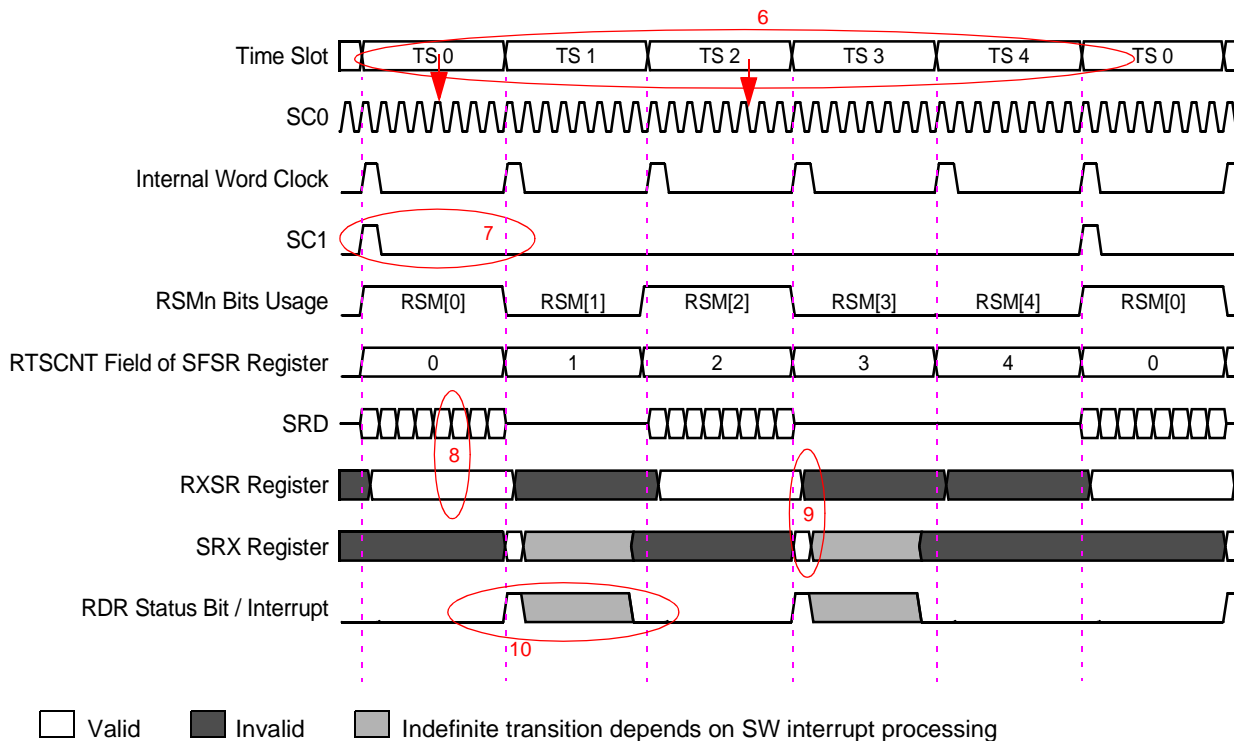 6
Time Slot TS 0 TS 1 TS 2 TS 3 TS 4 TS 0
SC0
Internal Word Clock
SC1 7
RSMn Bits Usage RSM[0] RSM[1] RSM[2] RSM[3] RSM[4] RSM[0]
RTSCNT Field of SFSR Register 0 1 2 3 4 0
SRD
8
RXSR Register
9
SRX Register
RDR Status Bit / Interrupt
10
Valid Invalid Indefinite transition depends on SW interrupt processing